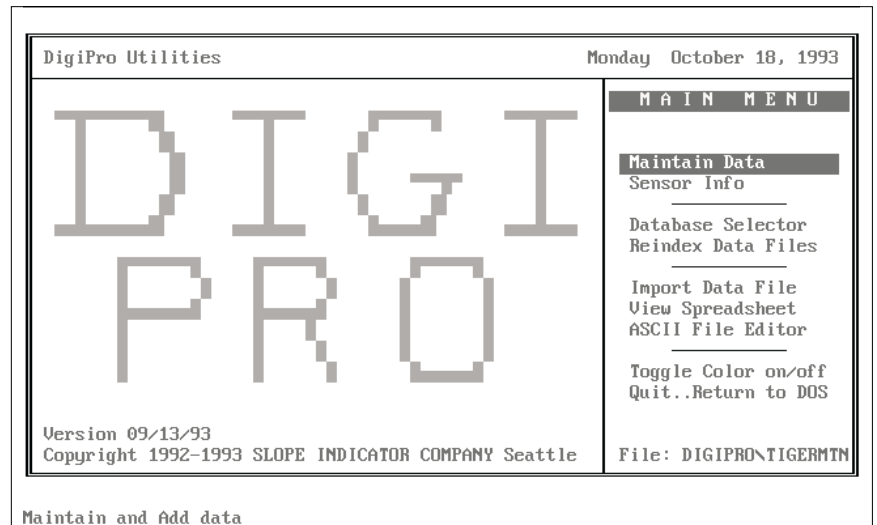 DigiPro Utilities
Monday October 18, 1993
DIGI
PRO
Version 09/13/93
Copyright 1992-1993 SLOPE INDICATOR COMPANY Seattle
MAIN MENU
Maintain Data
Sensor Info
Database Selector
Reindex Data Files
Import Data File
View Spreadsheet
ASCII File Editor
Toggle Color on/off
Quit..Return to DOS
File: DIGIPRO\TIGERMTN
Maintain and Add data